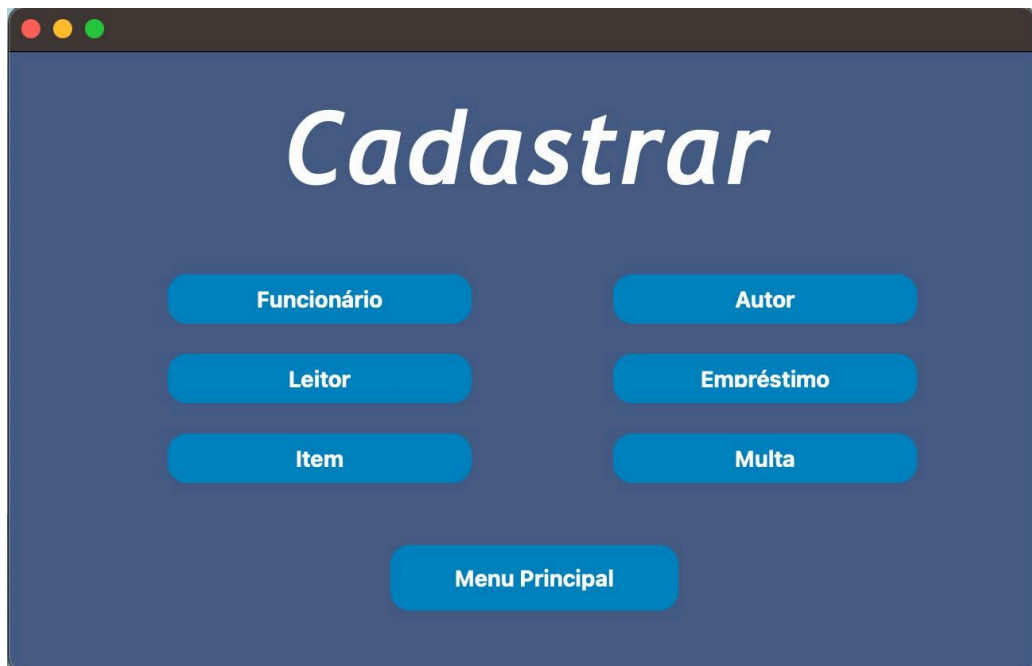 Cadastrar
Funcionário
Autor
Leitor
Empréstimo
Item
Multa
Menu Principal